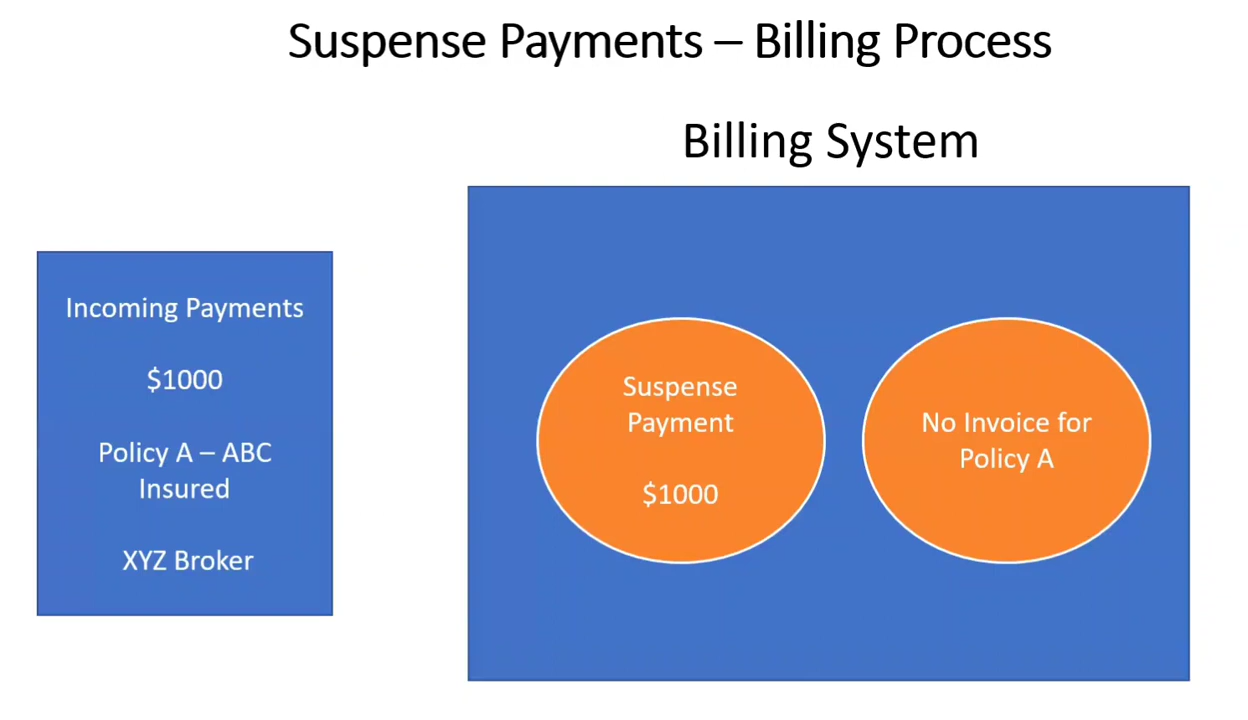 Suspense Payments – Billing Process
Billing System
Incoming Payments
$1000
Policy A – ABC
Insured
XYZ Broker
Suspense
Payment
$1000
No Invoice for
Policy A